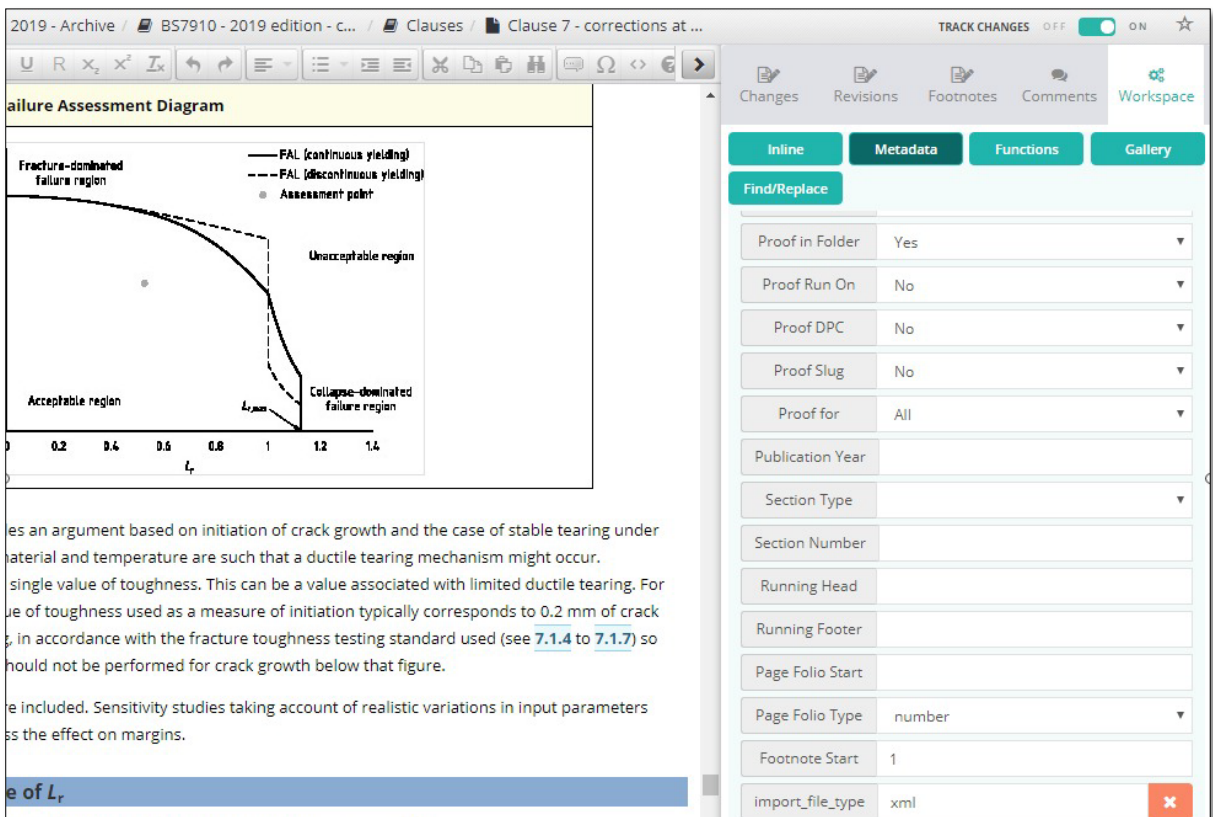 2019 - Archive / BS7910 - 2019 edition - c... / Clauses / Clause 7 - corrections at ...
TRACK CHANGES OFF ON
U R x₂ x² Tx
Ω <> €
ailure Assessment Diagram
Fracture-dominated
failure region
FAL (continuous yielding)
FAL (discontinuous yielding)
Assessment point
Unacceptable region
Acceptable region
Lr,max
Collapse-dominated
failure region
0.2 0.4 0.6 0.8 1 1.2 1.4
Lr
les an argument based on initiation of crack growth and the case of stable tearing under
naterial and temperature are such that a ductile tearing mechanism might occur.
single value of toughness. This can be a value associated with limited ductile tearing. For
ue of toughness used as a measure of initiation typically corresponds to 0.2 mm of crack
g, in accordance with the fracture toughness testing standard used (see 7.1.4 to 7.1.7) so
hould not be performed for crack growth below that figure.
re included. Sensitivity studies taking account of realistic variations in input parameters
ss the effect on margins.
e of Lr
Changes Revisions Footnotes Comments Workspace
Inline Metadata Functions Gallery
Find/Replace
Proof in Folder Yes
Proof Run On No
Proof DPC No
Proof Slug No
Proof for All
Publication Year
Section Type
Section Number
Running Head
Running Footer
Page Folio Start
Page Folio Type number
Footnote Start 1
import_file_type xml